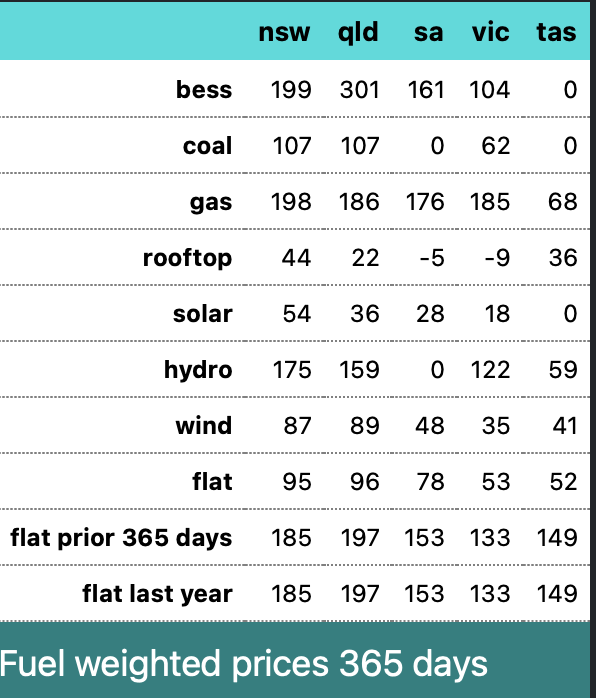 nsw qld sa vic tas
bess 199 301 161 104 0
coal 107 107 0 62 0
gas 198 186 176 185 68
rooftop 44 22 -5 -9 36
solar 54 36 28 18 0
hydro 175 159 0 122 59
wind 87 89 48 35 41
flat 95 96 78 53 52
flat prior 365 days 185 197 153 133 149
flat last year 185 197 153 133 149
Fuel weighted prices 365 days